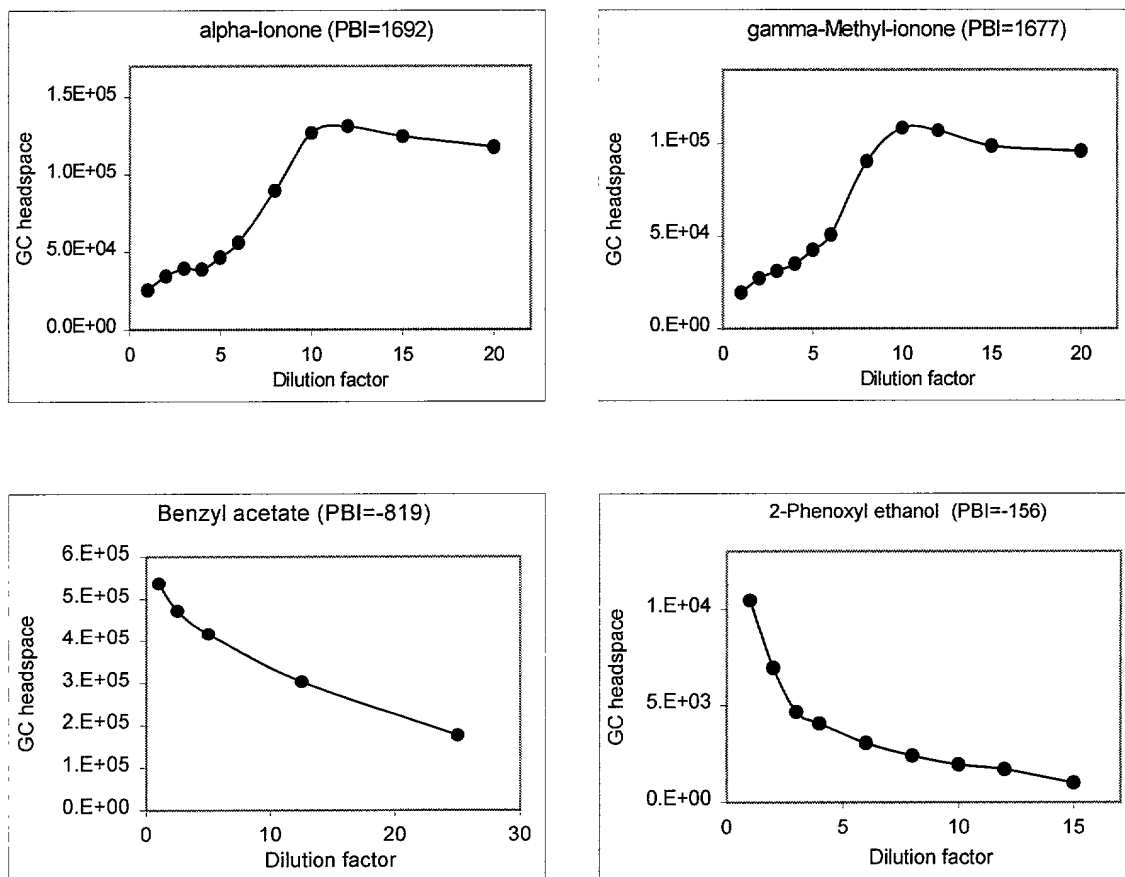 alpha-Ionone (PBI=1692)
GC headspace
1.5E+05
1.0E+05
5.0E+04
0.0E+00
0 5 10 15 20
Dilution factor
gamma-Methyl-ionone (PBI=1677)
GC headspace
1.E+05
5.E+04
0.E+00
0 5 10 15 20
Dilution factor
Benzyl acetate (PBI=-819)
GC headspace
6.E+05
5.E+05
4.E+05
3.E+05
2.E+05
1.E+05
0.E+00
0 10 20 30
Dilution factor
2-Phenoxyl ethanol (PBI=-156)
GC headspace
1.E+04
5.E+03
0.E+00
0 5 10 15
Dilution factor